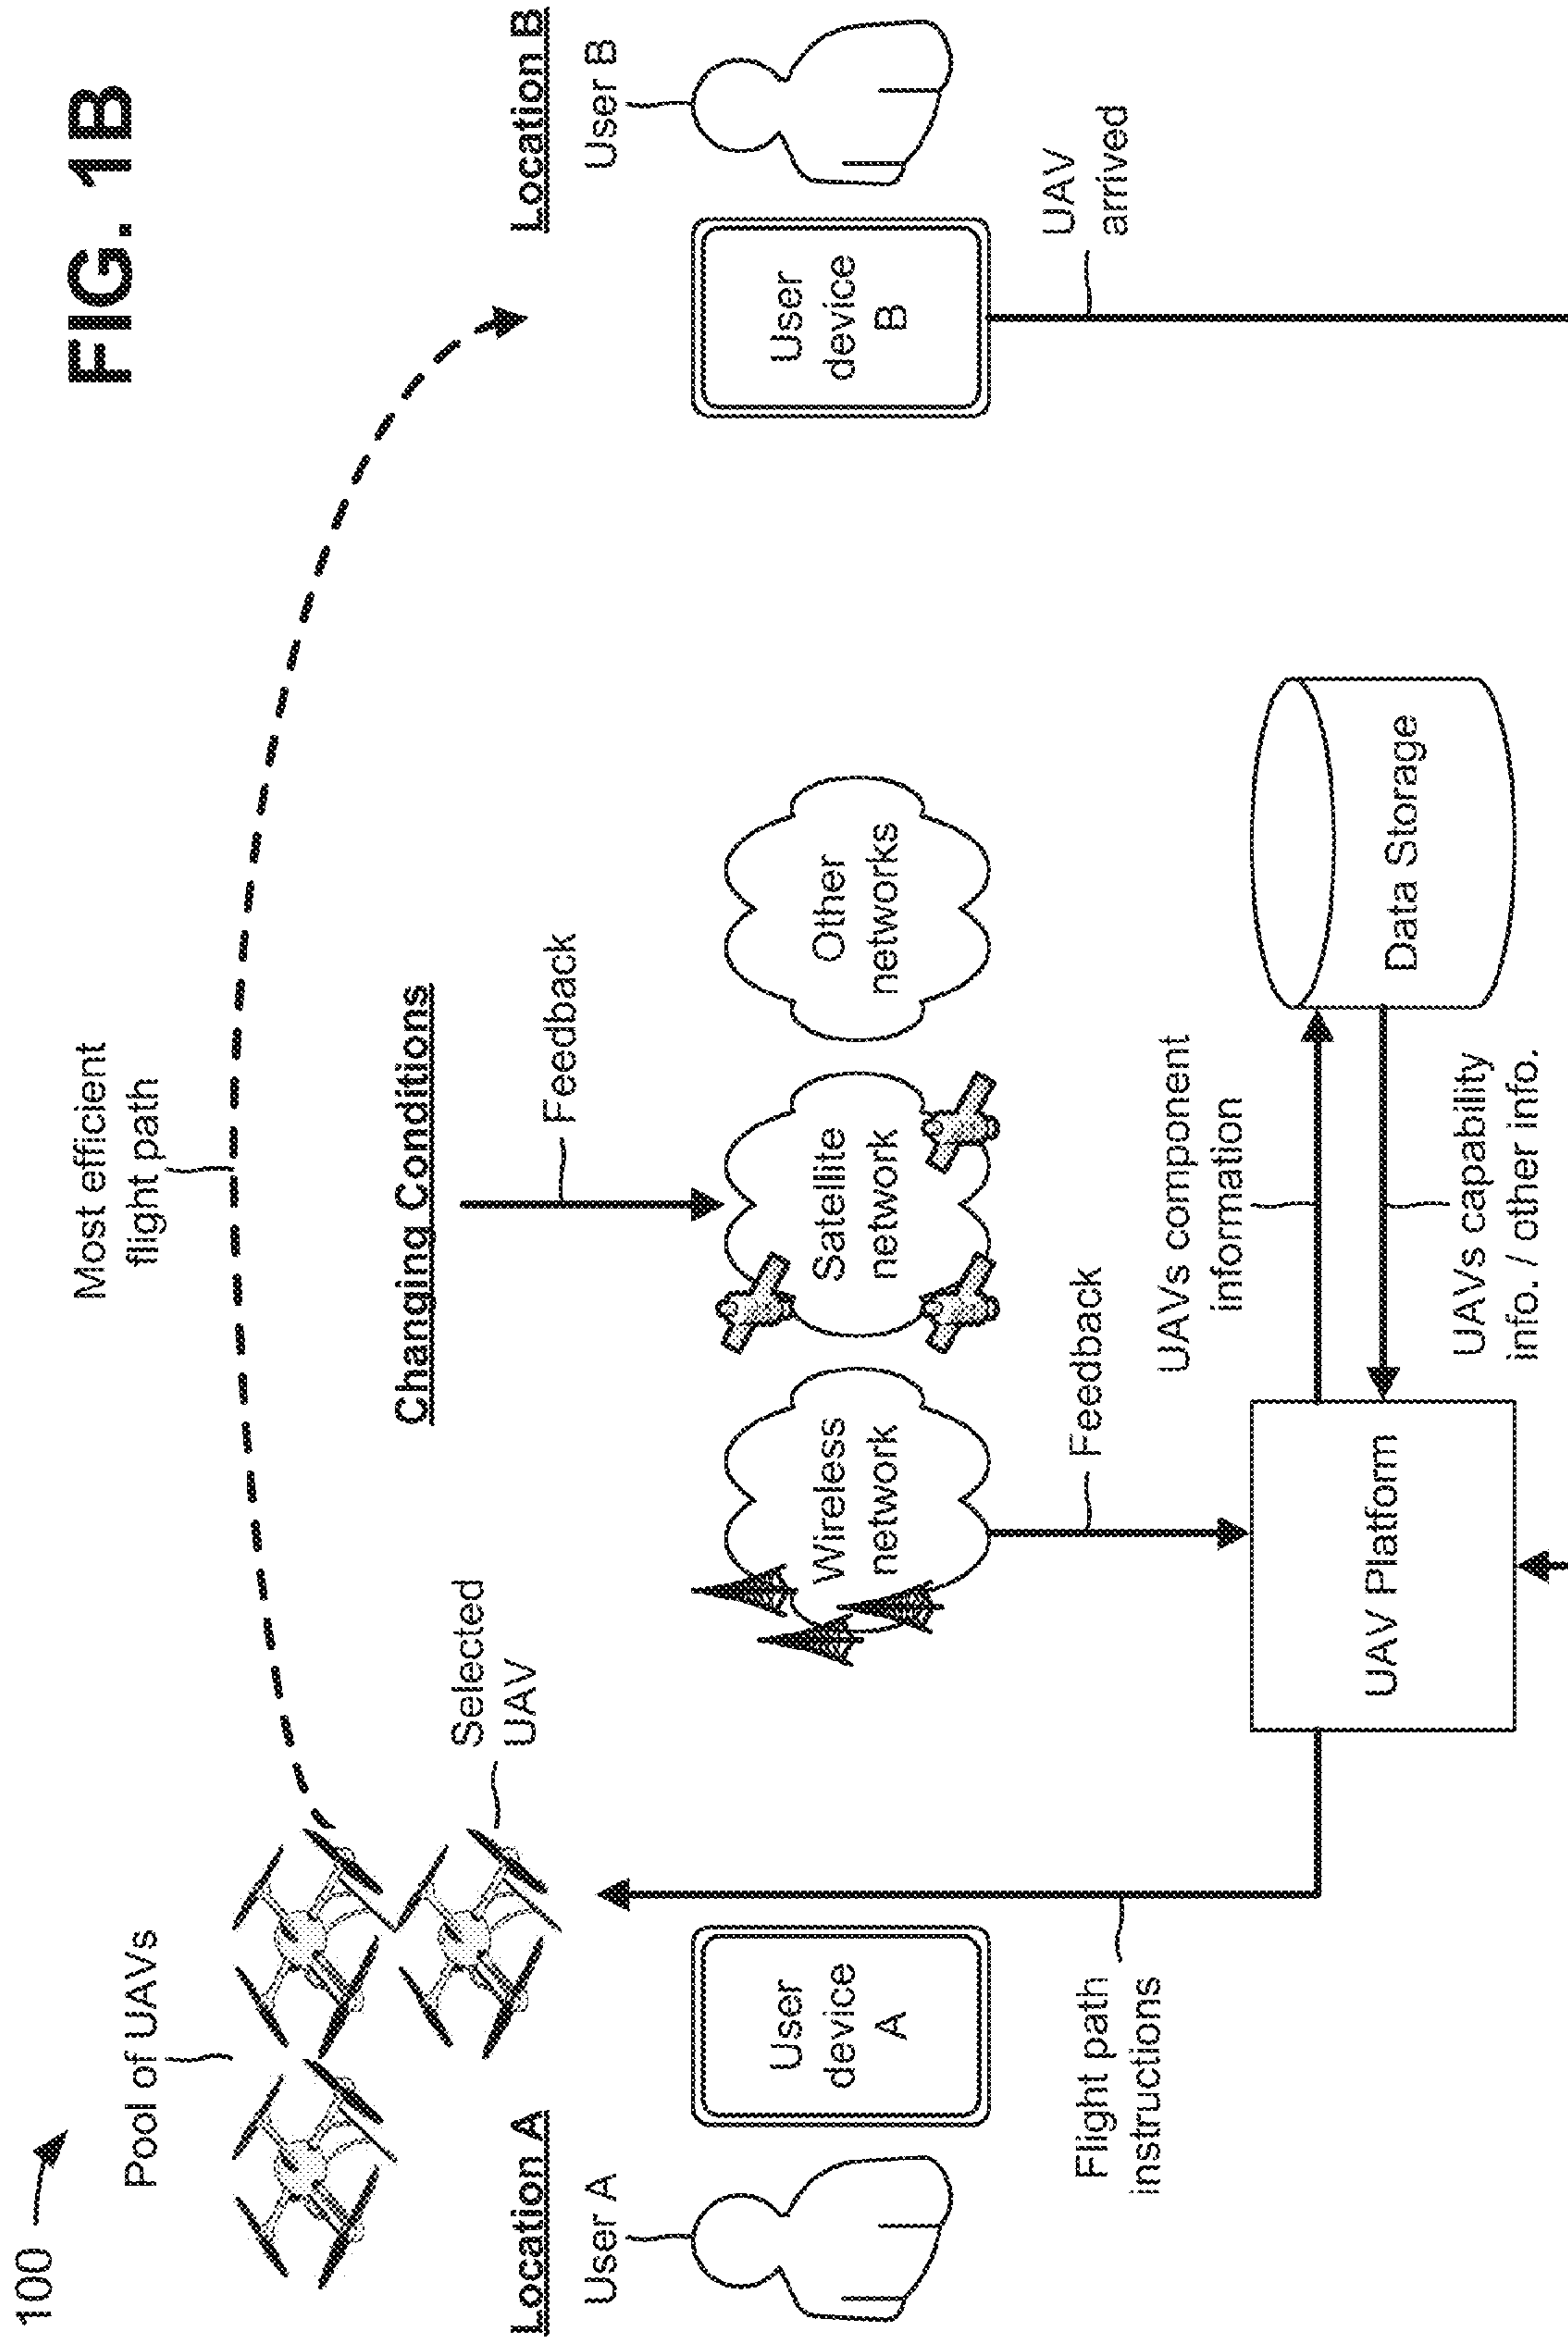 100
FIG. 1B
Pool of UAVs
Most efficient
flight path
Selected
UAV
Changing Conditions
Feedback
Location A
User A
Location B
User B
User
device
A
Wireless
network
Satellite
network
Other
networks
User
device
B
Flight path
instructions
Feedback
UAV
arrived
UAVs component
information
UAV Platform
Data Storage
UAVs capability
info. / other info.